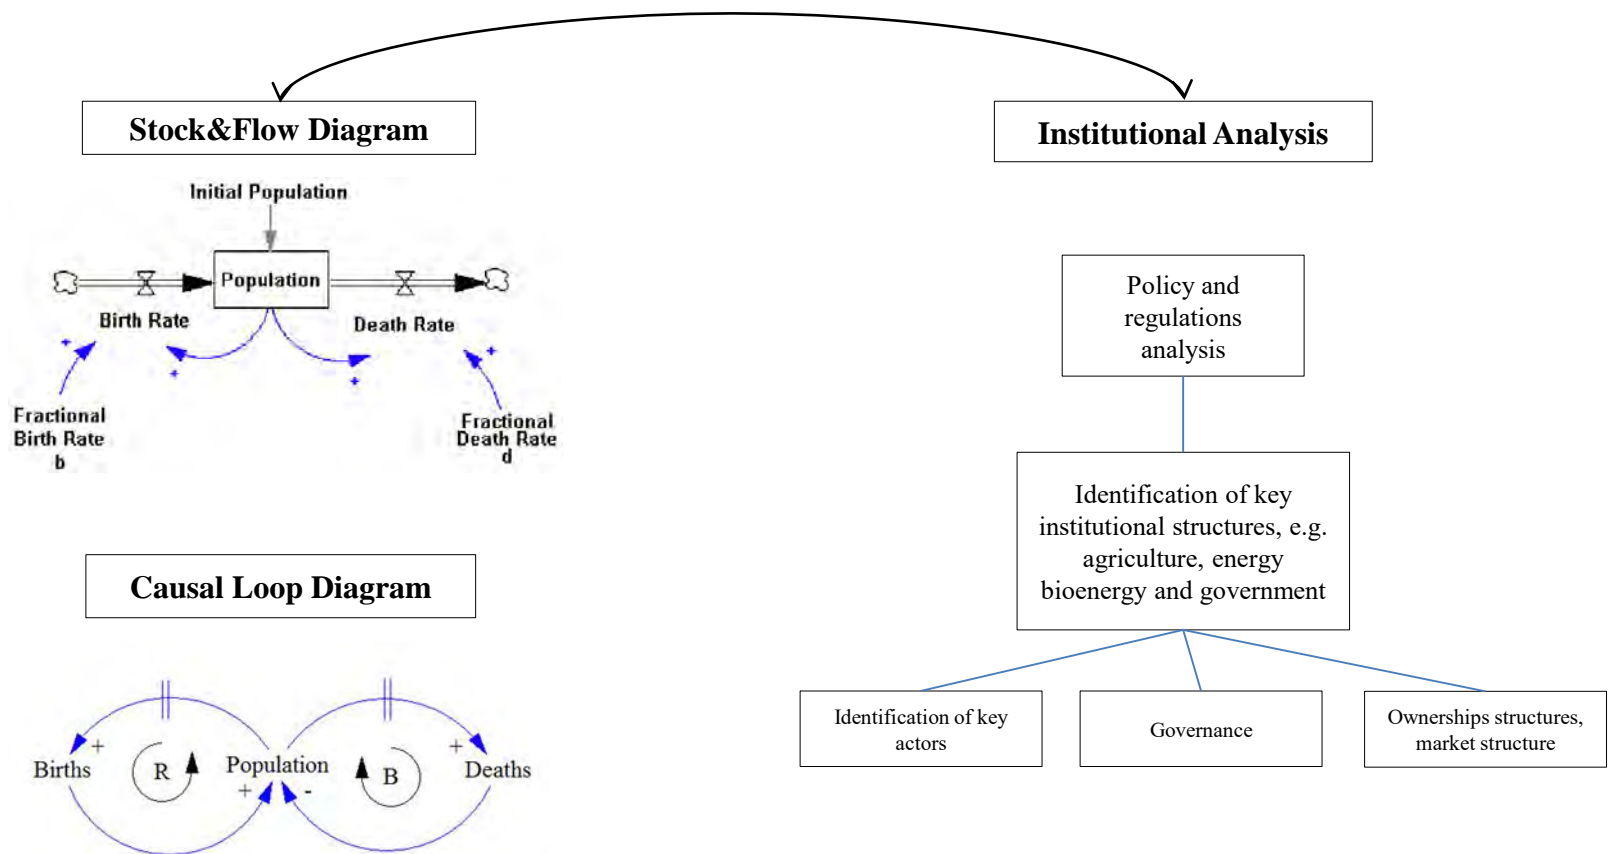 Stock&Flow Diagram
Initial Population
Population
Birth Rate
Death Rate
+
+
+
+
Fractional
Birth Rate
b
Fractional
Death Rate
d
Causal Loop Diagram
Births
+
R
Population
+
-
B
+
Deaths
Institutional Analysis
Policy and
regulations
analysis
Identification of key
institutional structures, e.g.
agriculture, energy
bioenergy and government
Identification of key
actors
Governance
Ownerships structures,
market structure